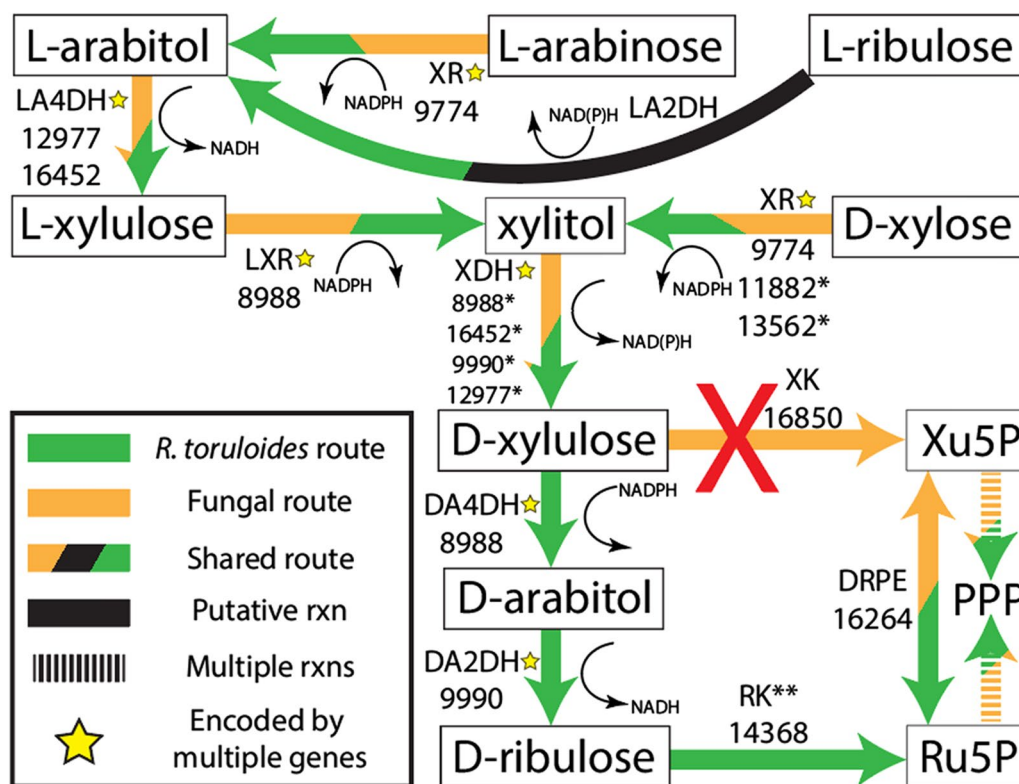 L-arabitol
L-arabinose
L-ribulose
XR
9774
NADPH
LA4DH
12977
16452
NADH
NAD(P)H
LA2DH
L-xylulose
xylitol
D-xylose
LXR
8988
NADPH
XR
9774
11882*
13562*
NADPH
XDH
8988*
16452*
9990*
12977*
NAD(P)H
D-xylulose
XK
16850
X
Xu5P
DA4DH
8988
NADPH
D-arabitol
DRPE
16264
PPP
DA2DH
9990
NADH
D-ribulose
RK**
14368
Ru5P
R. toruloides route
Fungal route
Shared route
Putative rxn
Multiple rxns
Encoded by
multiple genes